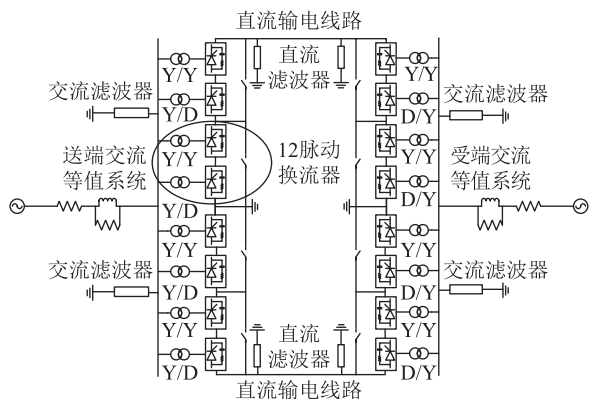 直流输电线路
直流
滤波器
Y/Y
Y/Y
交流滤波器
Y/D
D/Y
交流滤波器
送端交流
等值系统
Y/Y
12脉动
换流器
Y/Y
受端交流
等值系统
Y/D
D/Y
Y/Y
Y/Y
交流滤波器
Y/D
D/Y
交流滤波器
Y/Y
直流
滤波器
Y/Y
Y/D
D/Y
直流输电线路